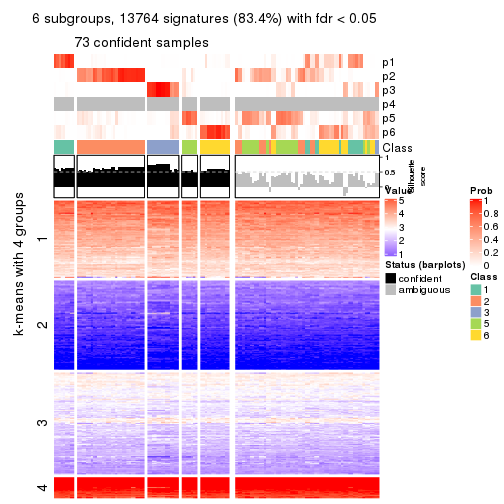 6 subgroups, 13764 signatures (83.4%) with fdr < 0.05
73 confident samples
p1
p2
p3
p4
p5
p6
Class
1
0.5
0
Silhouette
score
k-means with 4 groups
1
2
3
4
Value
5
4
3
2
1
Status (barplots)
confident
ambiguous
Prob
1
0.8
0.6
0.4
0.2
0
Class
1
2
3
5
6